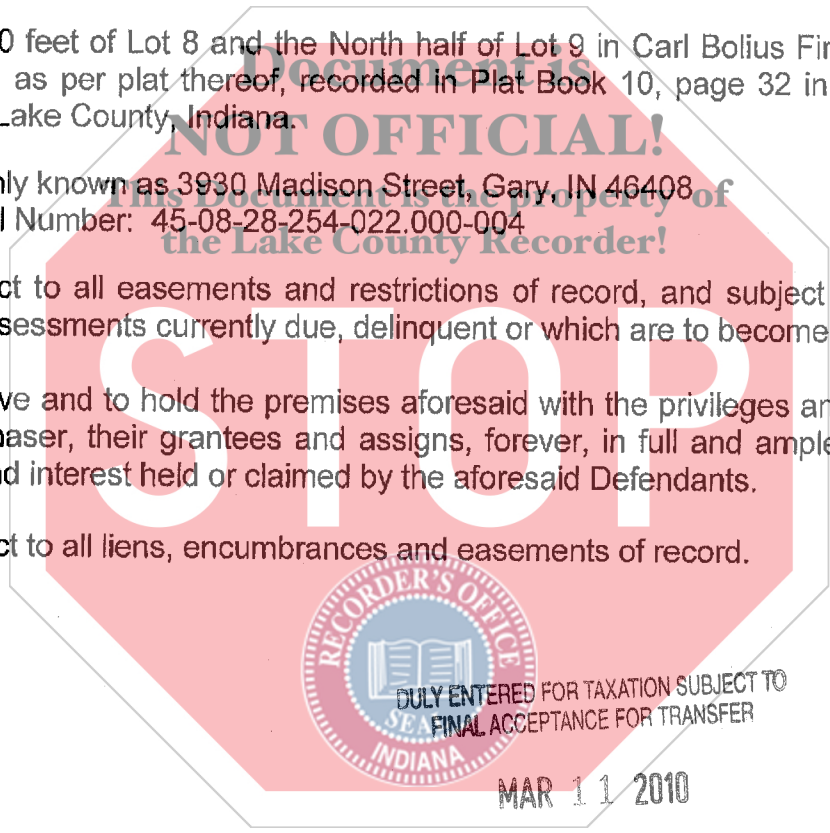 0 feet of Lot 8 and the North half of Lot 9 in Carl Bolius Fir
Document is
as per plat thereof, recorded in Plat Book 10, page 32 in
Lake County, Indiana.
NOT OFFICIAL!
nly known as 3930 Madison Street, Gary, IN 46408
This Document is the property of
l Number: 45-08-28-254-022.000-004
the Lake County Recorder!
ct to all easements and restrictions of record, and subject
sessments currently due, delinquent or which are to become
STOP
ve and to hold the premises aforesaid with the privileges an
haser, their grantees and assigns, forever, in full and ample
d interest held or claimed by the aforesaid Defendants.
ct to all liens, encumbrances and easements of record.
RECORDER'S OFFICE
DULY ENTERED FOR TAXATION SUBJECT TO
SEAL
FINAL ACCEPTANCE FOR TRANSFER
INDIANA
MAR 11 2010